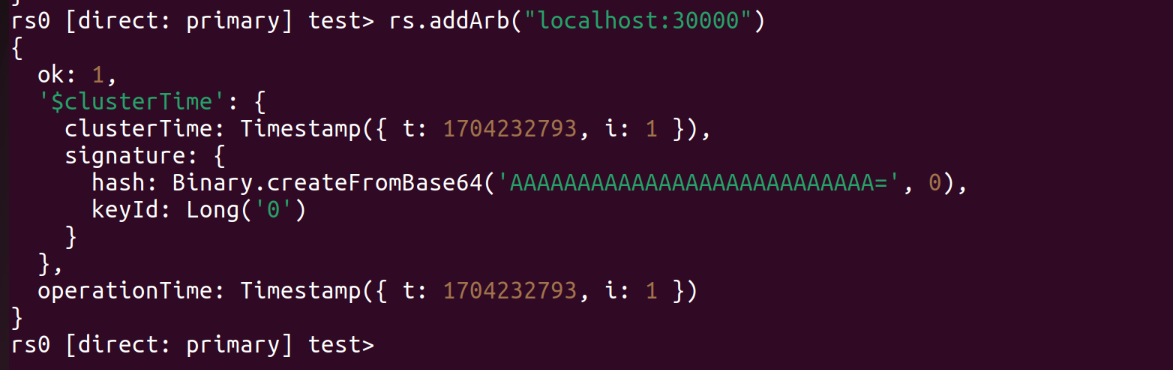 }
rs0 [direct: primary] test> rs.addArb("localhost:30000")
{
  ok: 1,
  '$clusterTime': {
    clusterTime: Timestamp({ t: 1704232793, i: 1 }),
    signature: {
      hash: Binary.createFromBase64('AAAAAAAAAAAAAAAAAAAAAAAAAAA=', 0),
      keyId: Long('0')
    }
  },
  operationTime: Timestamp({ t: 1704232793, i: 1 })
}
rs0 [direct: primary] test>